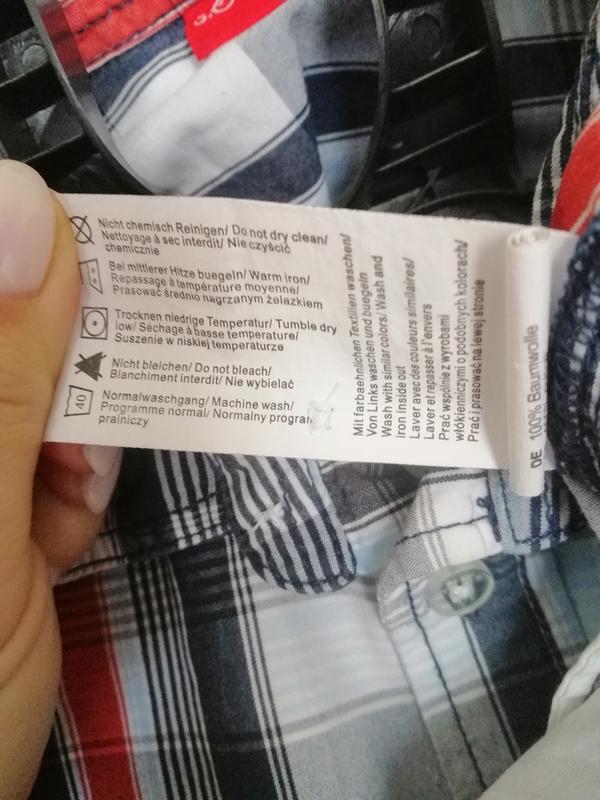 Nicht chemisch Reinigen/ Do not dry clean/
Nettoyage à sec interdit/ Nie czyścić
chemicznie
Bei mittlerer Hitze buegeln/ Warm iron/
Repassage à température moyenne/
Prasować średnio nagrzanym żelazkiem
Trocknen niedrige Temperatur/ Tumble dry
low/ Séchage à basse temperature/
Suszenie w niskiej temperaturze
Nicht bleichen/ Do not bleach/
Blanchiment interdit/ Nie wybielać
40
Normalwaschgang/ Machine wash/
Programme normal/ Normalny program
pralniczy
Mit farbaehnlichen Textilien waschen/
Von Links waschen und buegeln
Wash with similar colors/ Wash and
iron inside out
Laver avec des couleurs similaires/
Laver et repasser à l'envers
Prać wspólnie z wyrobami
włókienniczymi o podobnych kolorach/
Prać i prasować na lewej stronie
DE 100% Baumwolle